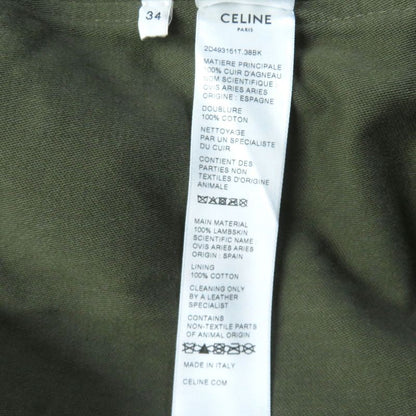 34
CELINE
PARIS
2D493161T.38BK
MATIERE PRINCIPALE
100% CUIR D'AGNEAU
NOM SCIENTIFIQUE :
OVIS ARIES ARIES
ORIGINE : ESPAGNE
DOUBLURE
100% COTON
NETTOYAGE
PAR UN SPECIALISTE
DU CUIR
CONTIENT DES
PARTIES NON
TEXTILES D'ORIGINE
ANIMALE
MAIN MATERIAL
100% LAMBSKIN
SCIENTIFIC NAME
OVIS ARIES ARIES
ORIGIN : SPAIN
LINING
100% COTTON
CLEANING ONLY
BY A LEATHER
SPECIALIST
CONTAINS
NON-TEXTILE PARTS
OF ANIMAL ORIGIN
MADE IN ITALY
CELINE.COM